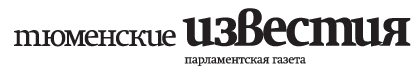 тюменские известия
парламентская газета